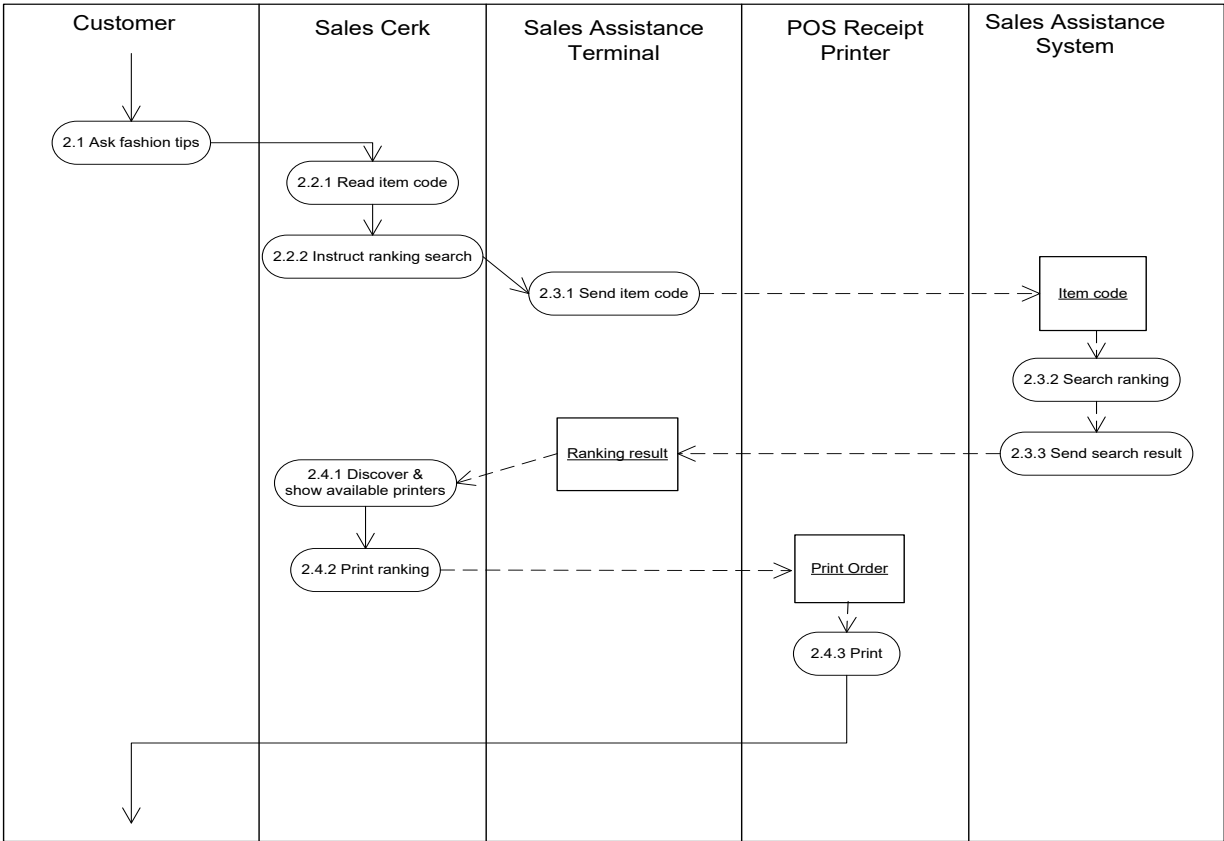 Customer
Sales Cerk
Sales Assistance
Terminal
POS Receipt
Printer
Sales Assistance
System
2.1 Ask fashion tips
2.2.1 Read item code
2.2.2 Instruct ranking search
2.3.1 Send item code
Item code
2.3.2 Search ranking
2.3.3 Send search result
Ranking result
2.4.1 Discover &
show available printers
2.4.2 Print ranking
Print Order
2.4.3 Print